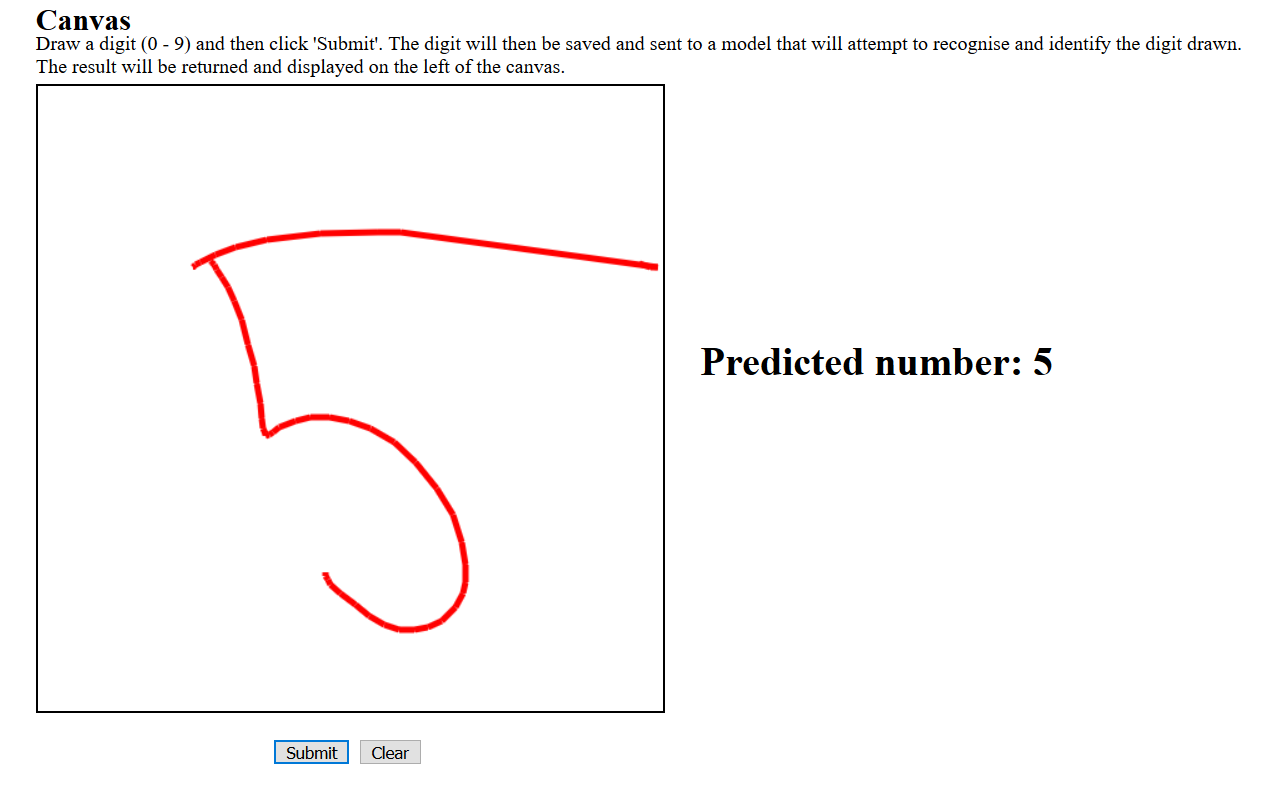 Canvas
Draw a digit (0 - 9) and then click 'Submit'. The digit will then be saved and sent to a model that will attempt to recognise and identify the digit drawn.
The result will be returned and displayed on the left of the canvas.
5
Predicted number: 5
Submit
Clear